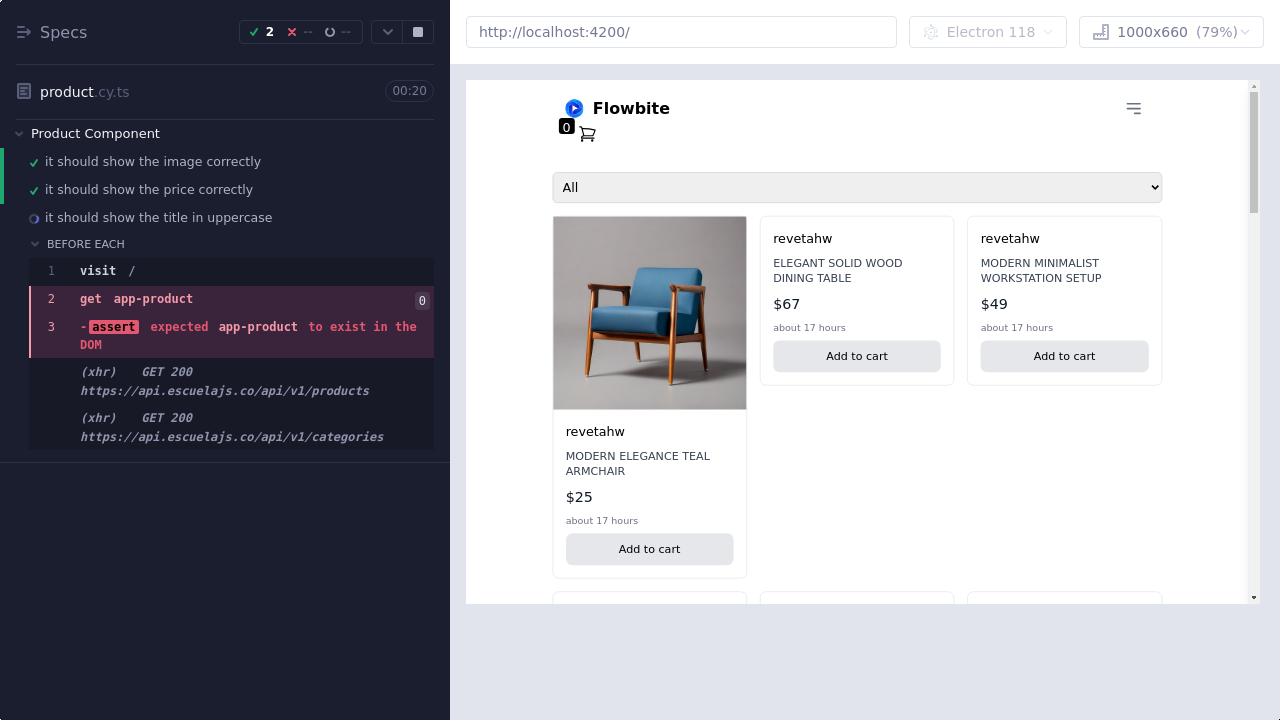 Specs
2
--
--
http://localhost:4200/
Electron 118
1000x660 (79%)
product.cy.ts
00:20
Product Component
it should show the image correctly
it should show the price correctly
it should show the title in uppercase
BEFORE EACH
1 visit /
2 get app-product 0
3 -assert expected app-product to exist in the
DOM
(xhr) GET 200
https://api.escuelajs.co/api/v1/products
(xhr) GET 200
https://api.escuelajs.co/api/v1/categories
Flowbite
0
All
revetahw
MODERN ELEGANCE TEAL
ARMCHAIR
$25
about 17 hours
Add to cart
revetahw
ELEGANT SOLID WOOD
DINING TABLE
$67
about 17 hours
Add to cart
revetahw
MODERN MINIMALIST
WORKSTATION SETUP
$49
about 17 hours
Add to cart